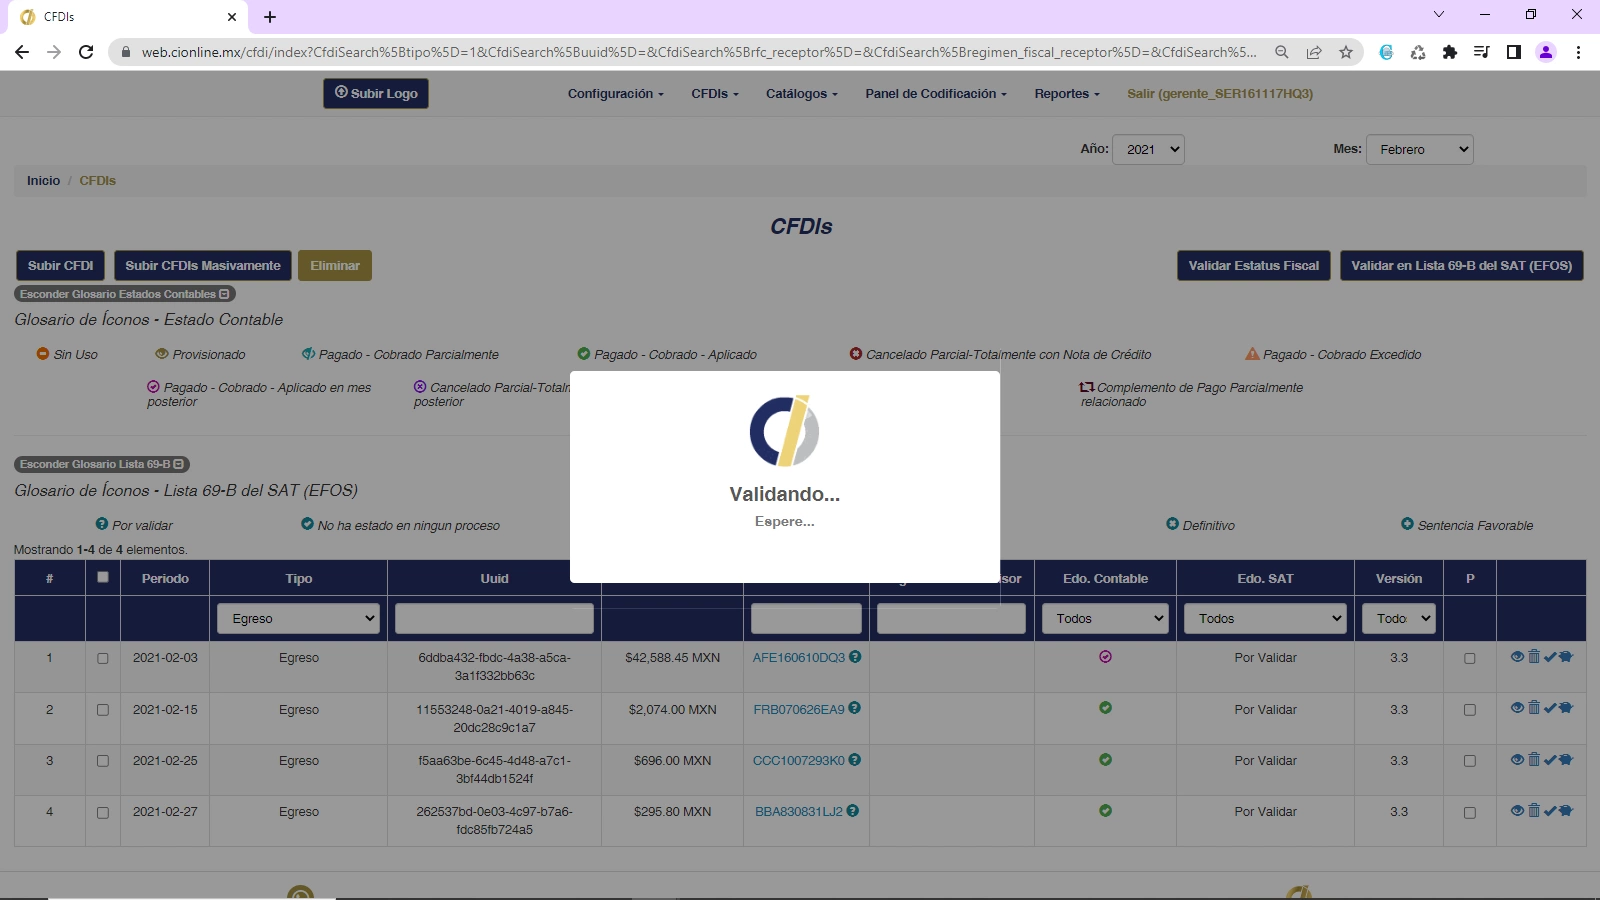 CFDIs
web.cionline.mx/cfdi/index?CfdiSearch%5Btipo%5D=1&CfdiSearch%5Buuid%5D=&CfdiSearch%5Brfc_receptor%5D=&CfdiSearch%5Bregimen_fiscal_receptor%5D=&CfdiSearch%5...
Subir Logo Configuración CFDIs Catálogos Panel de Codificación Reportes Salir (gerente_SER161117HQ3)
Año: 2021 Mes: Febrero
Inicio / CFDIs
CFDIs
Subir CFDI Subir CFDIs Masivamente Eliminar Validar Estatus Fiscal Validar en Lista 69-B del SAT (EFOS)
Esconder Glosario Estados Contables
Glosario de Íconos - Estado Contable
Sin Uso Provisionado Pagado - Cobrado Parcialmente Pagado - Cobrado - Aplicado Cancelado Parcial-Totalmente con Nota de Crédito Pagado - Cobrado Excedido
Pagado - Cobrado - Aplicado en mes posterior
Cancelado Parcial-Totaln
posterior
Complemento de Pago Parcialmente
relacionado
Validando...
Espere...
Esconder Glosario Lista 69-B
Glosario de Íconos - Lista 69-B del SAT (EFOS)
Por validar No ha estado en ningun proceso Definitivo Sentencia Favorable
Mostrando 1-4 de 4 elementos.
# Periodo Tipo Uuid sor Edo. Contable Edo. SAT Versión P
Egreso Todos Todos Todo
1 2021-02-03 Egreso 6ddba432-fbdc-4a38-a5ca-3a1f332bb63c $42,588.45 MXN AFE160610DQ3 Por Validar 3.3
2 2021-02-15 Egreso 11553248-0a21-4019-a845-20dc28c9c1a7 $2,074.00 MXN FRB070626EA9 Por Validar 3.3
3 2021-02-25 Egreso f5aa63be-6c45-4d48-a7c1-3bf44db1524f $696.00 MXN CCC1007293K0 Por Validar 3.3
4 2021-02-27 Egreso 262537bd-0e03-4c97-b7a6-fdc85fb724a5 $295.80 MXN BBA830831LJ2 Por Validar 3.3